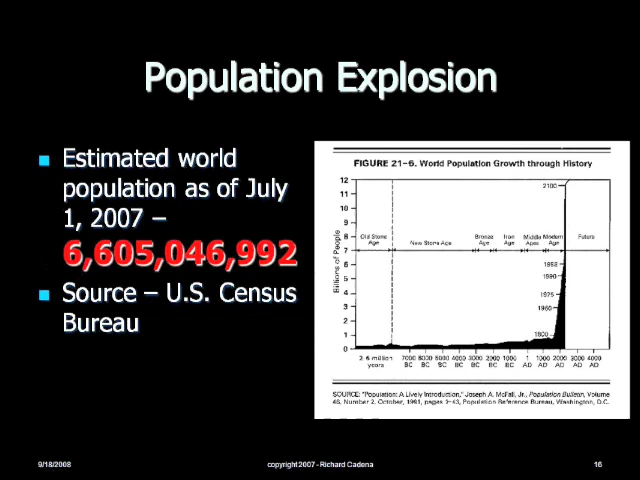 Population Explosion
Estimated world
population as of July
1, 2007 –
6,605,046,992
Source – U.S. Census
Bureau
FIGURE 21–6. World Population Growth through History
12
11
10
9
8
7
6
5
4
3
2
1
0
Billions of People
2100
Old Stone
Age
New Stone Age
Bronze
Age
Iron
Age
Middle
Ages
Modern
Age
Future
1990
1975
1800
2 6 million
years
7000
BC
6000
BC
5000
BC
4000
BC
3000
BC
2000
BC
1000
BC
1
AD
1000
AD
2000
AD
3000
AD
4000
AD
SOURCE: "Population: A Lively Introduction," Joseph A. McFall, Jr., Population Bulletin, Volume
46, Number 2. October, 1991, pages Population Reference Bureau, Washington, D.C.
9/18/2008
copyright 2007 - Richard Cadena
16